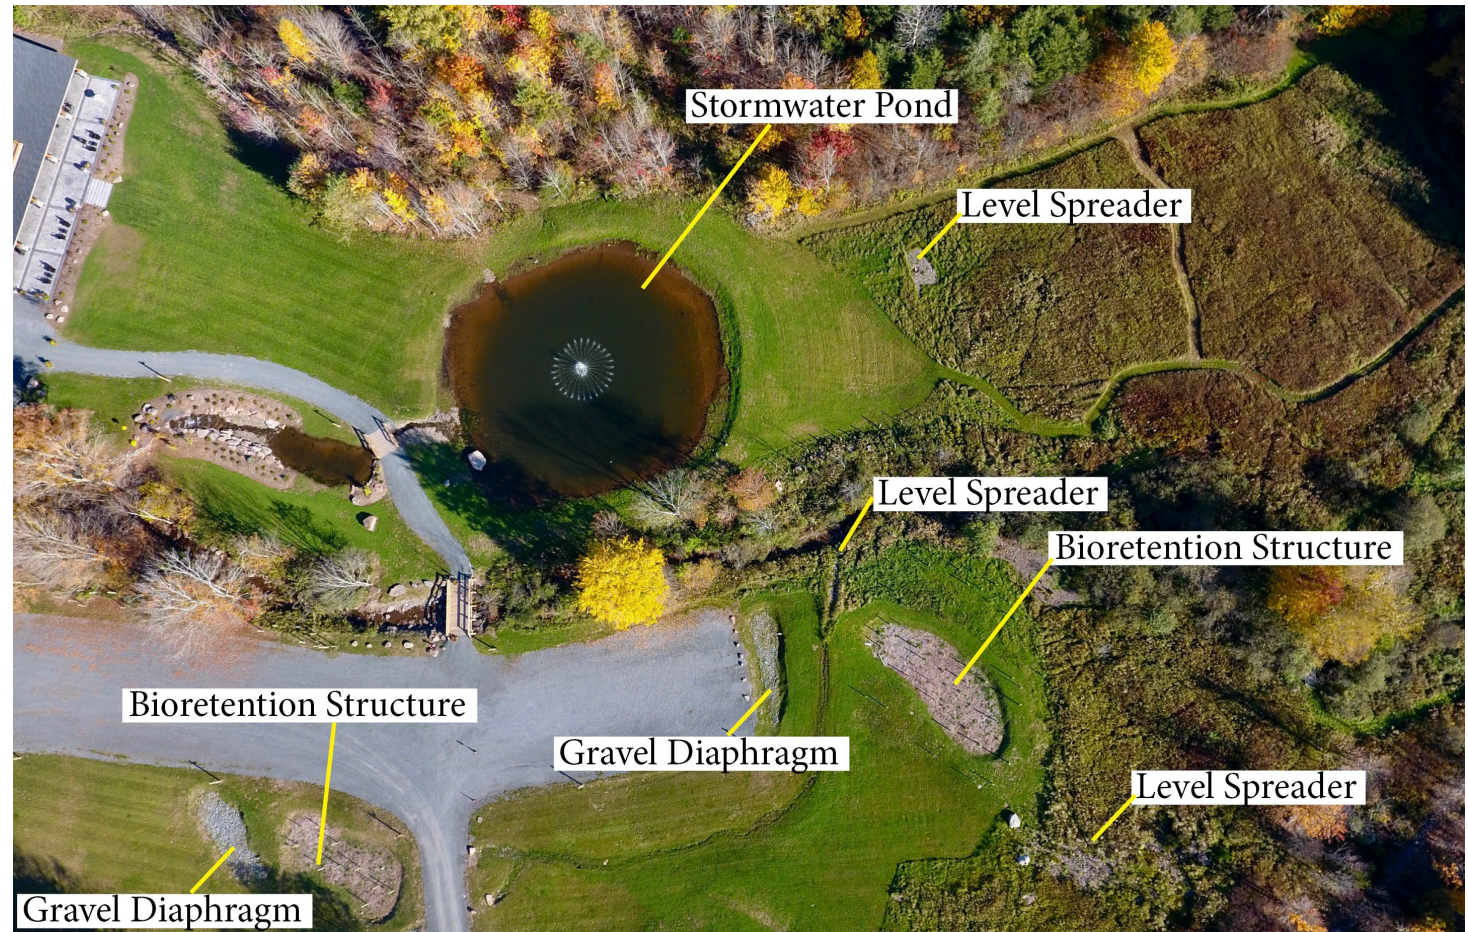 Stormwater Pond
Level Spreader
Level Spreader
Bioretention Structure
Bioretention Structure
Gravel Diaphragm
Level Spreader
Gravel Diaphragm